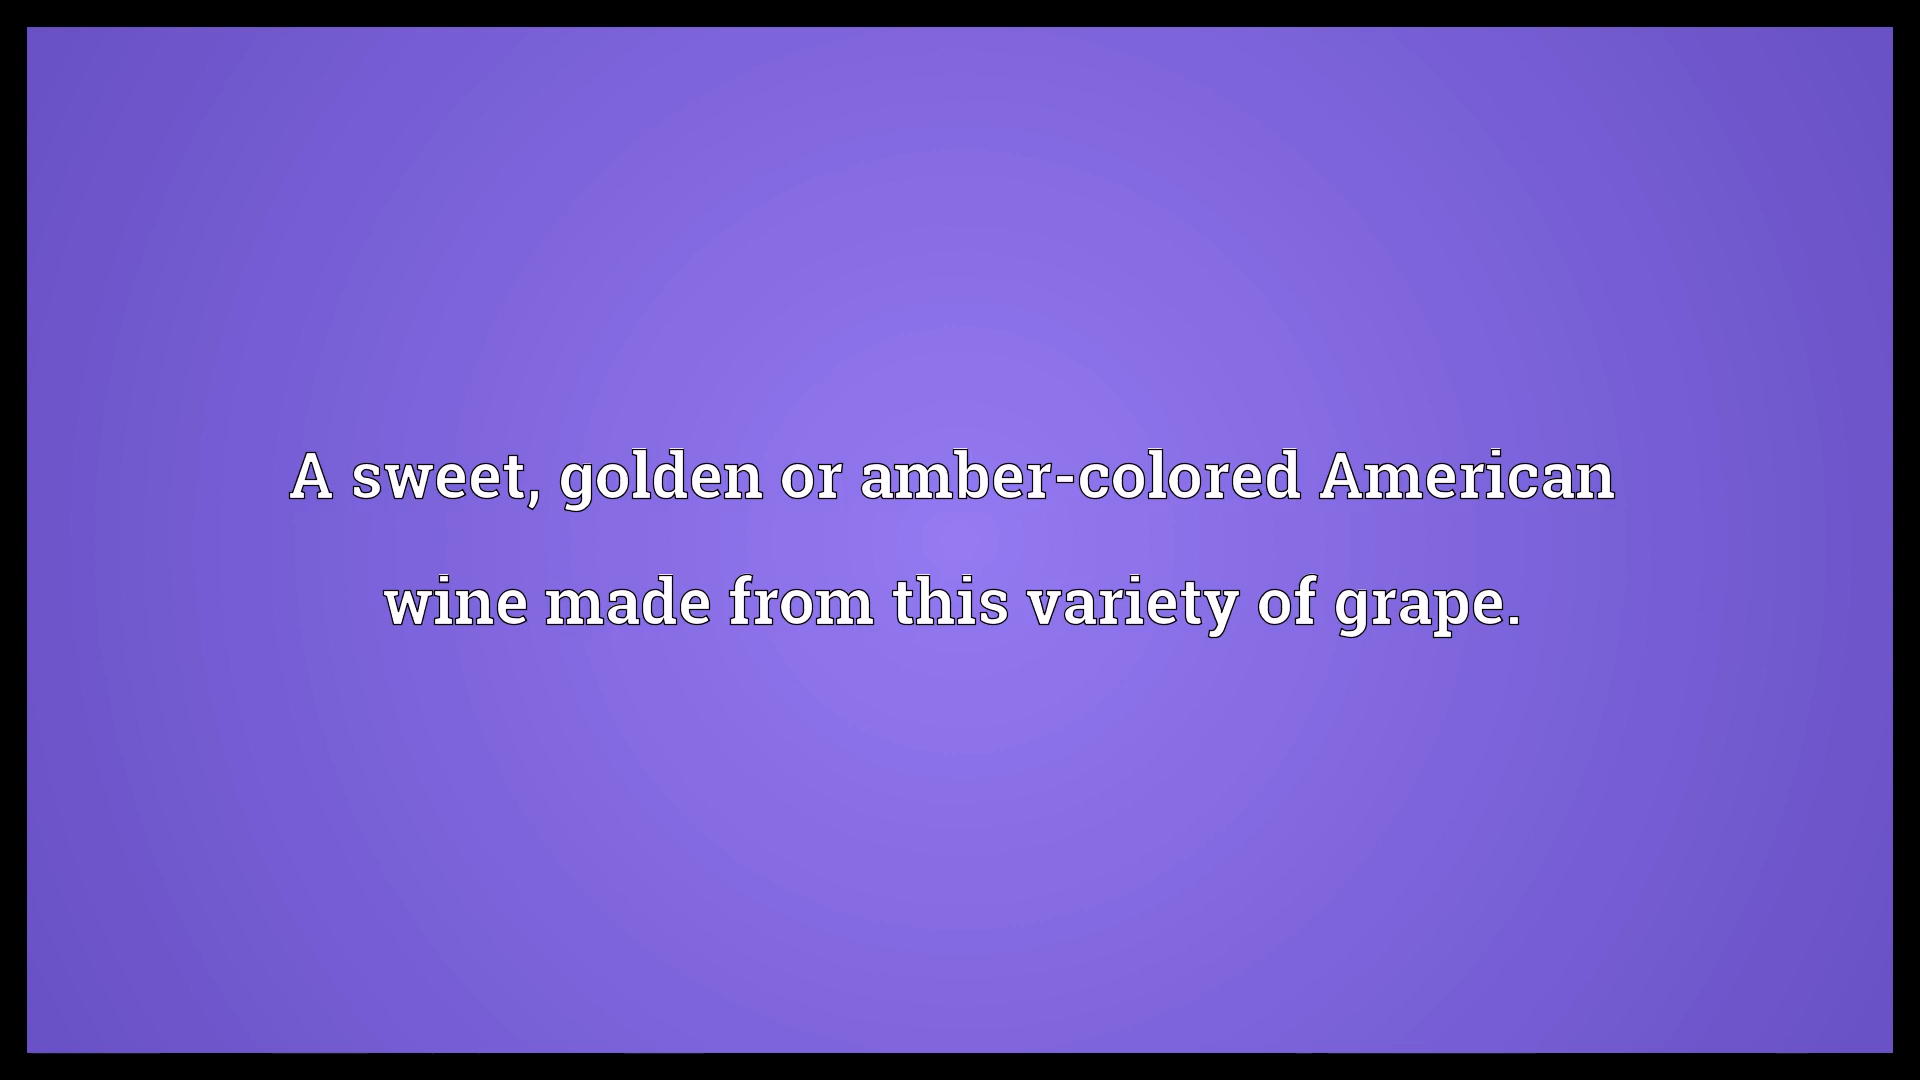 A sweet, golden or amber-colored American
wine made from this variety of grape.